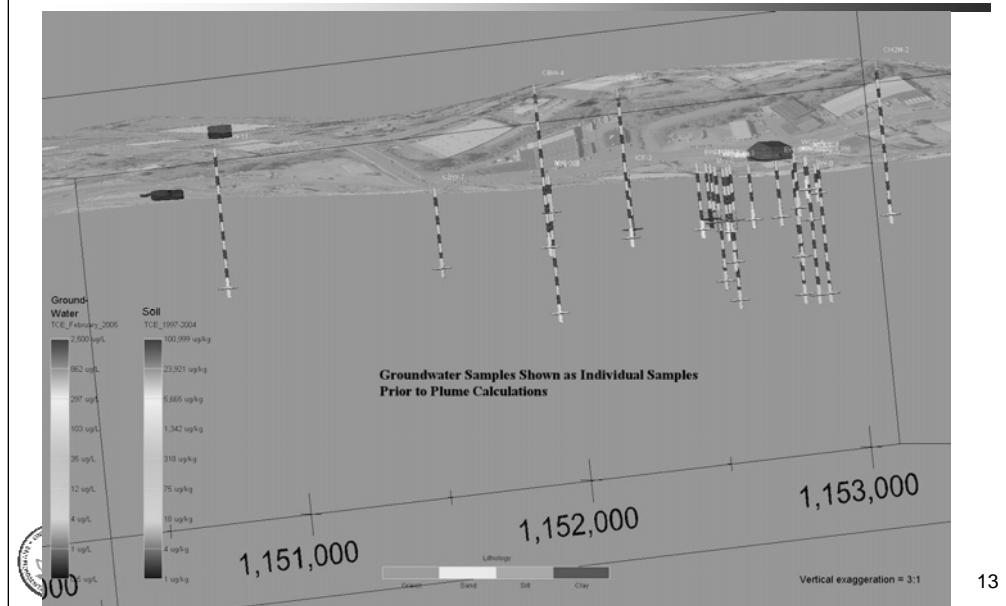 CH2M-2
Ground-
Water
TCE_February_2005
2,500 ug/L
862 ug/L
297 ug/L
103 ug/L
35 ug/L
12 ug/L
4 ug/L
1 ug/L
Soil
TCE_1997-2004
100,999 ug/kg
23,921 ug/kg
5,665 ug/kg
1,342 ug/kg
318 ug/kg
75 ug/kg
4 ug/kg
1 ug/kg
Groundwater Samples Shown as Individual Samples
Prior to Plume Calculations
1,151,000
1,152,000
1,153,000
Lithology
Gravel Sand Silt Clay
Vertical exaggeration = 3:1
13